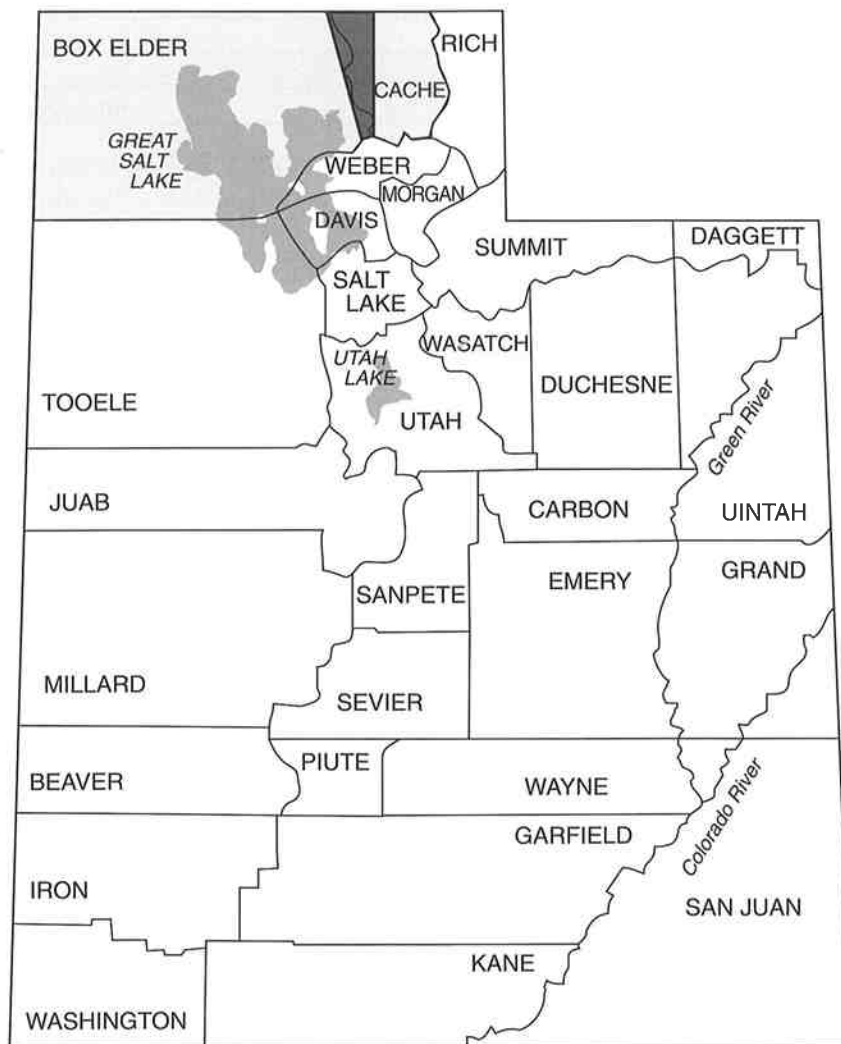 BOX ELDER
RICH
CACHE
GREAT
SALT
LAKE
WEBER
MORGAN
DAVIS
SUMMIT
DAGGETT
SALT
LAKE
WASATCH
UTAH
LAKE
DUCHESNE
TOOELE
UTAH
Green River
JUAB
CARBON
UINTAH
SANPETE
EMERY
GRAND
MILLARD
SEVIER
PIUTE
BEAVER
WAYNE
Colorado River
GARFIELD
IRON
SAN JUAN
KANE
WASHINGTON